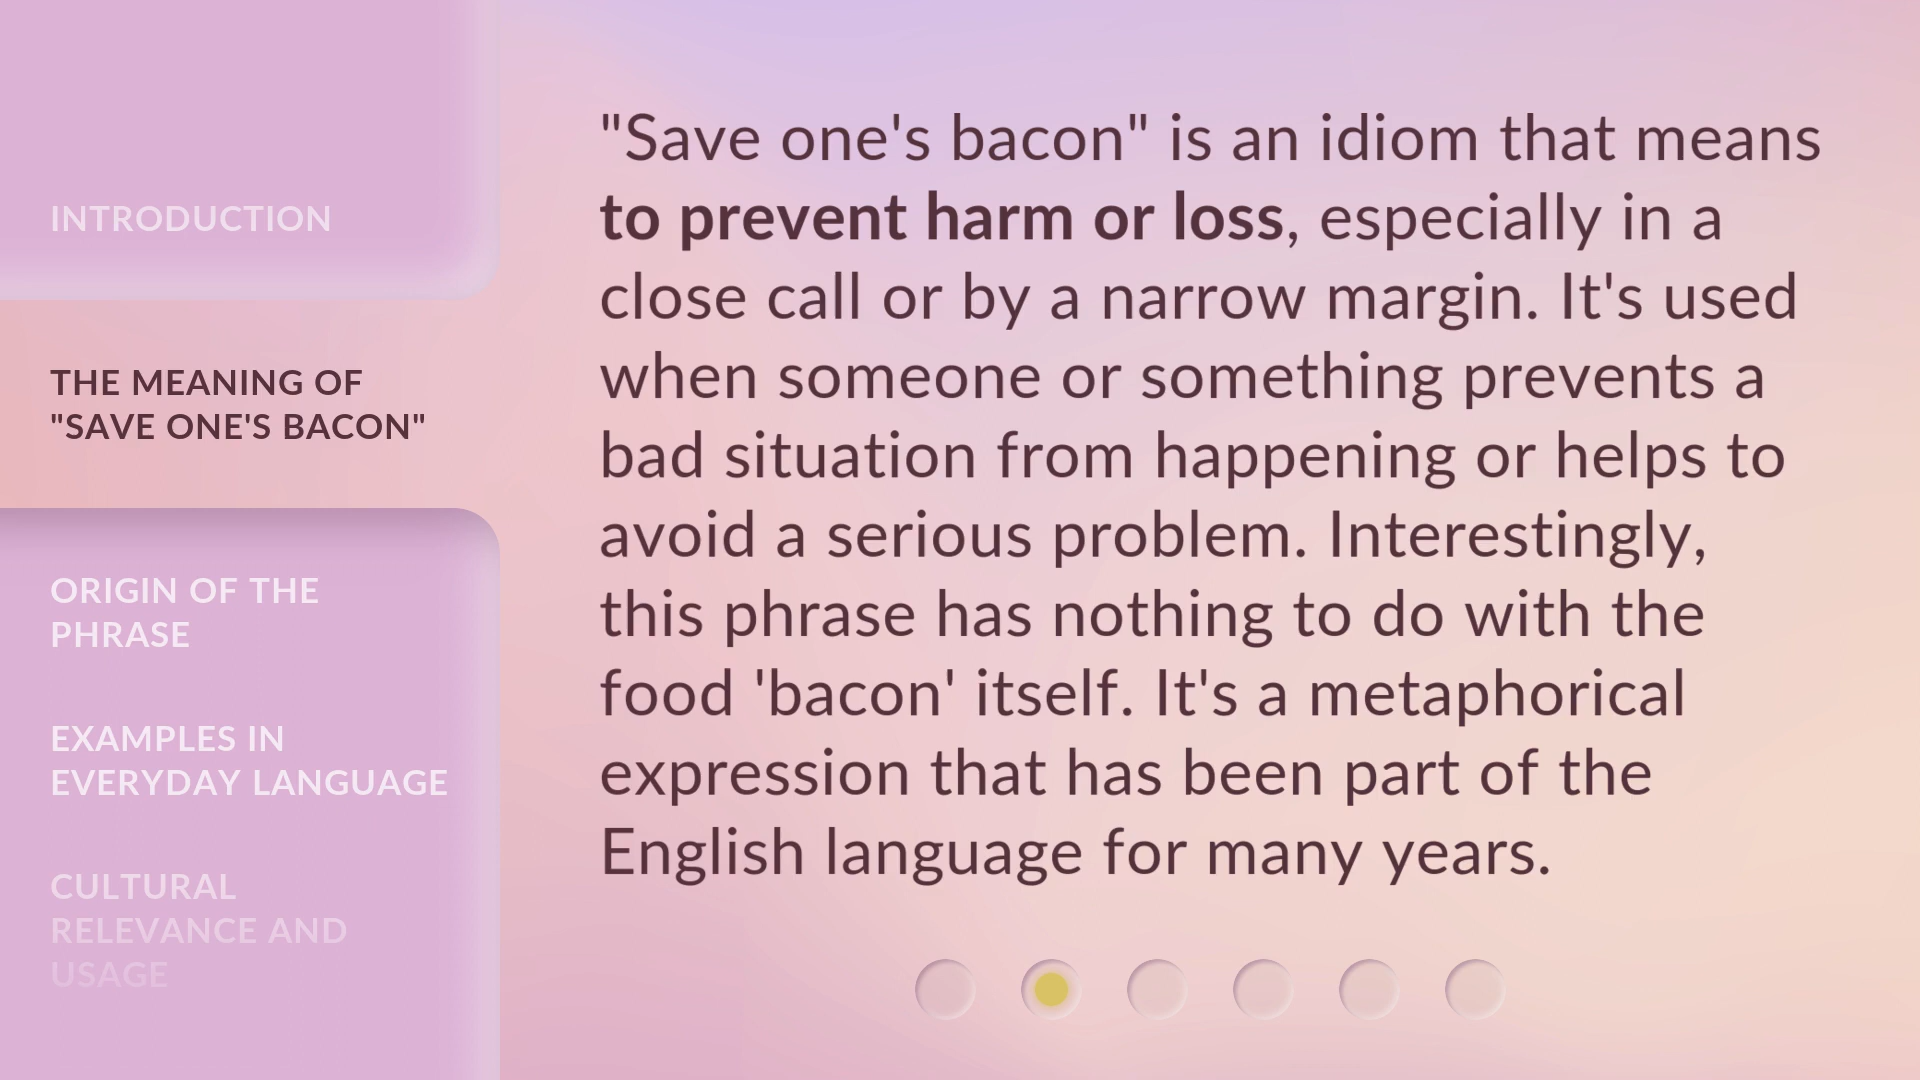 INTRODUCTION
THE MEANING OF
"SAVE ONE'S BACON"
ORIGIN OF THE
PHRASE
EXAMPLES IN
EVERYDAY LANGUAGE
CULTURAL
RELEVANCE AND
USAGE
"Save one's bacon" is an idiom that means
to prevent harm or loss, especially in a
close call or by a narrow margin. It's used
when someone or something prevents a
bad situation from happening or helps to
avoid a serious problem. Interestingly,
this phrase has nothing to do with the
food 'bacon' itself. It's a metaphorical
expression that has been part of the
English language for many years.